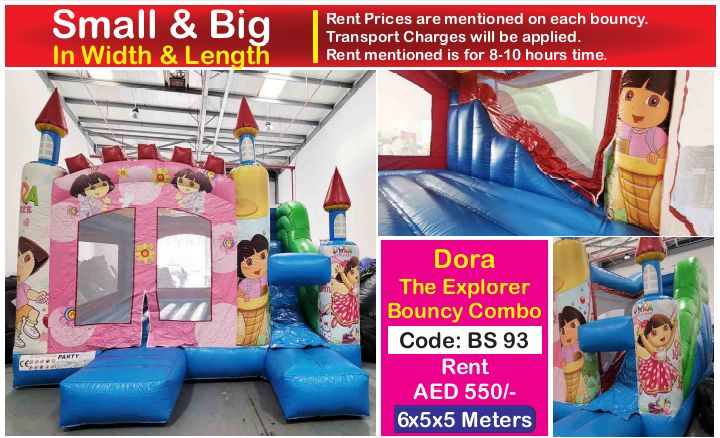 Small & Big
In Width & Length
Rent Prices are mentioned on each bouncy.
Transport Charges will be applied.
Rent mentioned is for 8-10 hours time.
PARTY
Dora
The Explorer
Bouncy Combo
Code: BS 93
Rent
AED 550/-
6x5x5 Meters